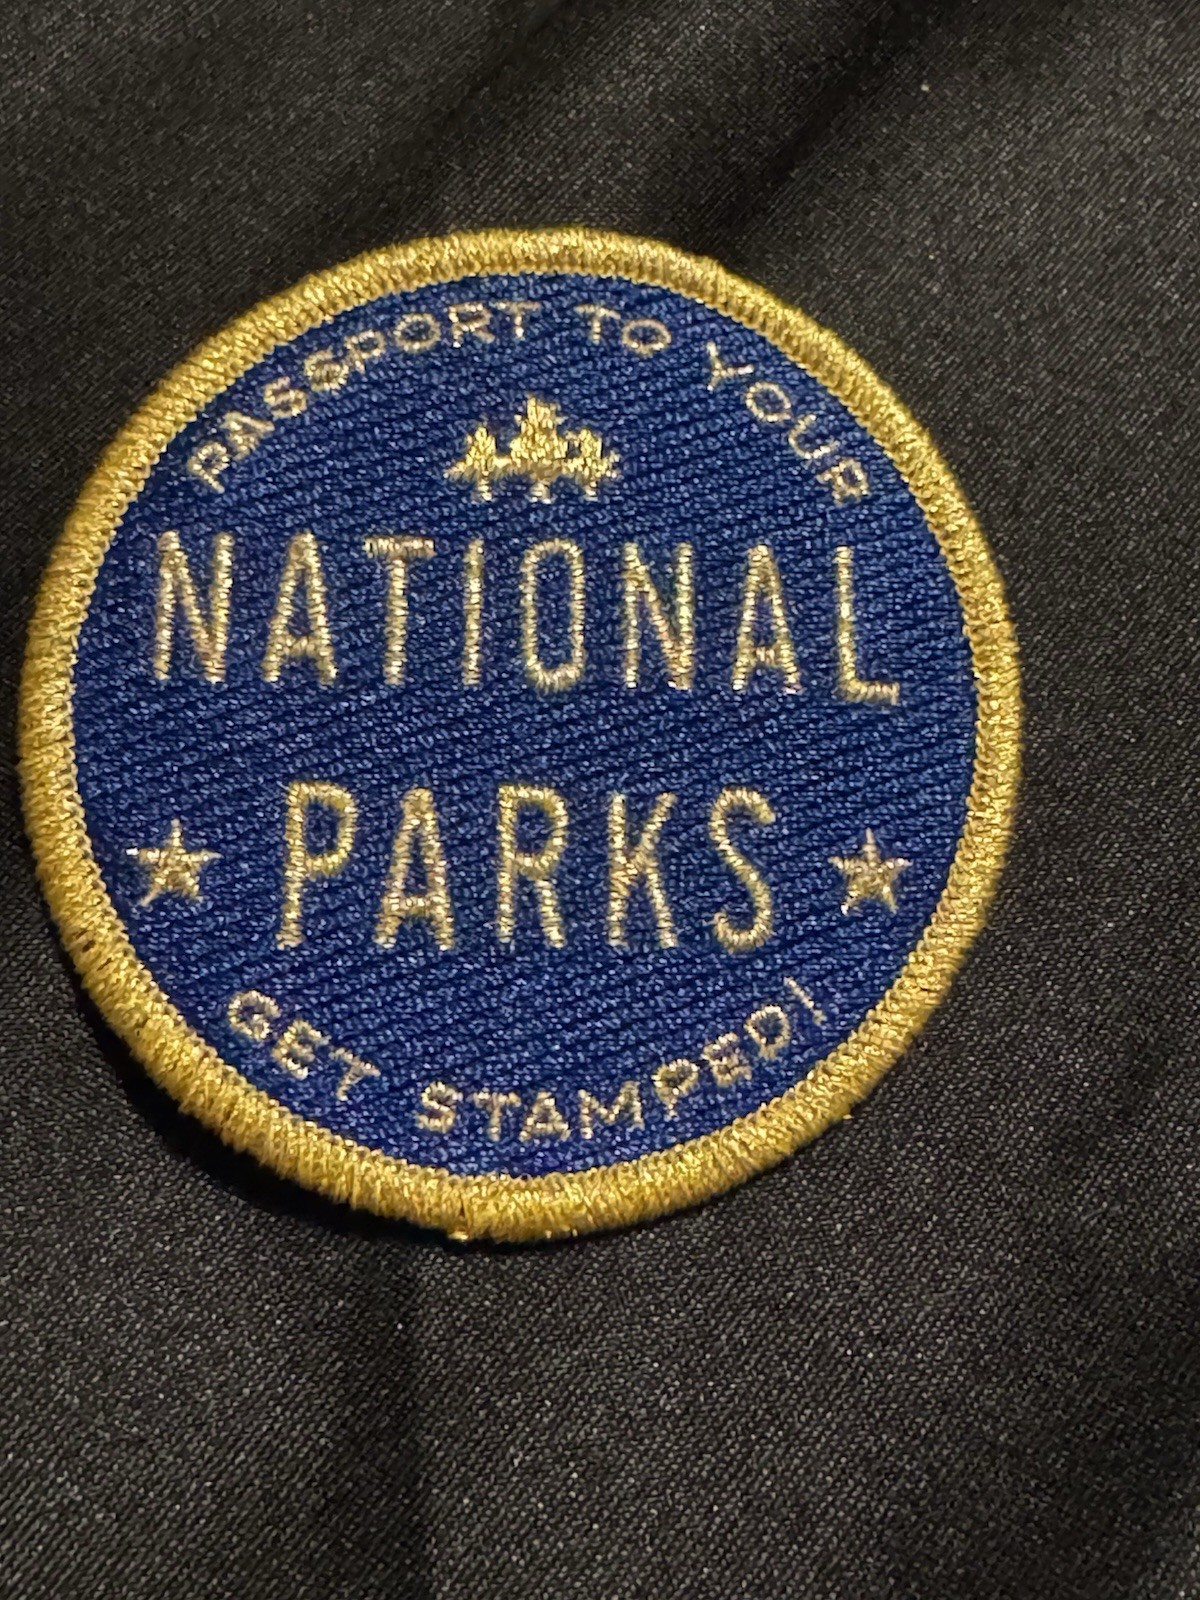 PASSPORT TO YOUR
NATIONAL
PARKS
GET STAMPED!